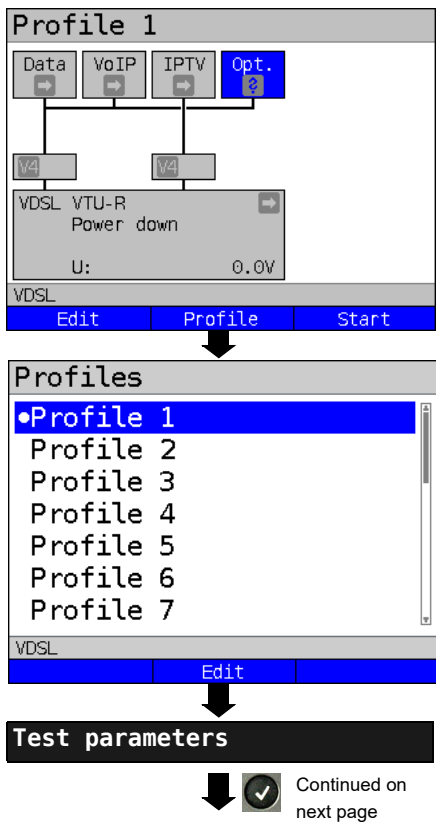 Profile 1
Data VoIP IPTV Opt.
?
V4 V4
VDSL VTU-R
Power down
U: 0.0V
VDSL
Edit Profile Start
Profiles
•Profile 1
Profile 2
Profile 3
Profile 4
Profile 5
Profile 6
Profile 7
VDSL
Edit
Test parameters
Continued on
next page